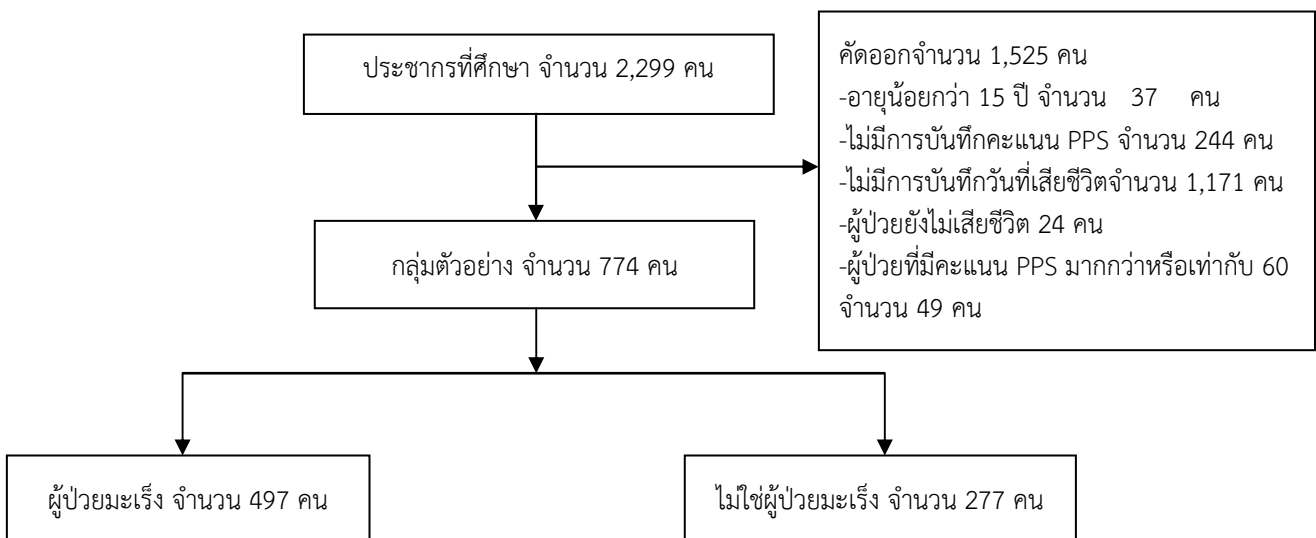 ประชากรที่ศึกษา จำนวน 2,299 คน
คัดออกจำนวน 1,525 คน
-อายุน้อยกว่า 15 ปี จำนวน 37 คน
-ไม่มีการบันทึกคะแนน PPS จำนวน 244 คน
-ไม่มีการบันทึกวันที่เสียชีวิตจำนวน 1,171 คน
-ผู้ป่วยยังไม่เสียชีวิต 24 คน
-ผู้ป่วยที่มีคะแนน PPS มากกว่าหรือเท่ากับ 60
จำนวน 49 คน
กลุ่มตัวอย่าง จำนวน 774 คน
ผู้ป่วยมะเร็ง จำนวน 497 คน
ไม่ใช่ผู้ป่วยมะเร็ง จำนวน 277 คน